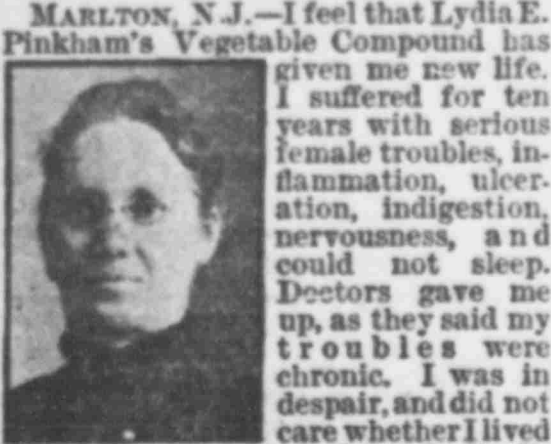 MARLTON, N.J.—I feel that Lydia E.
Pinkham's Vegetable Compound has
given me new life.
I suffered for ten
years with serious
female troubles, in-
flammation, ulcer-
ation, indigestion,
nervousness, and
could not sleep.
Doctors gave me
up, as they said my
troubles were
chronic. I was in
despair, and did not
care whether I lived